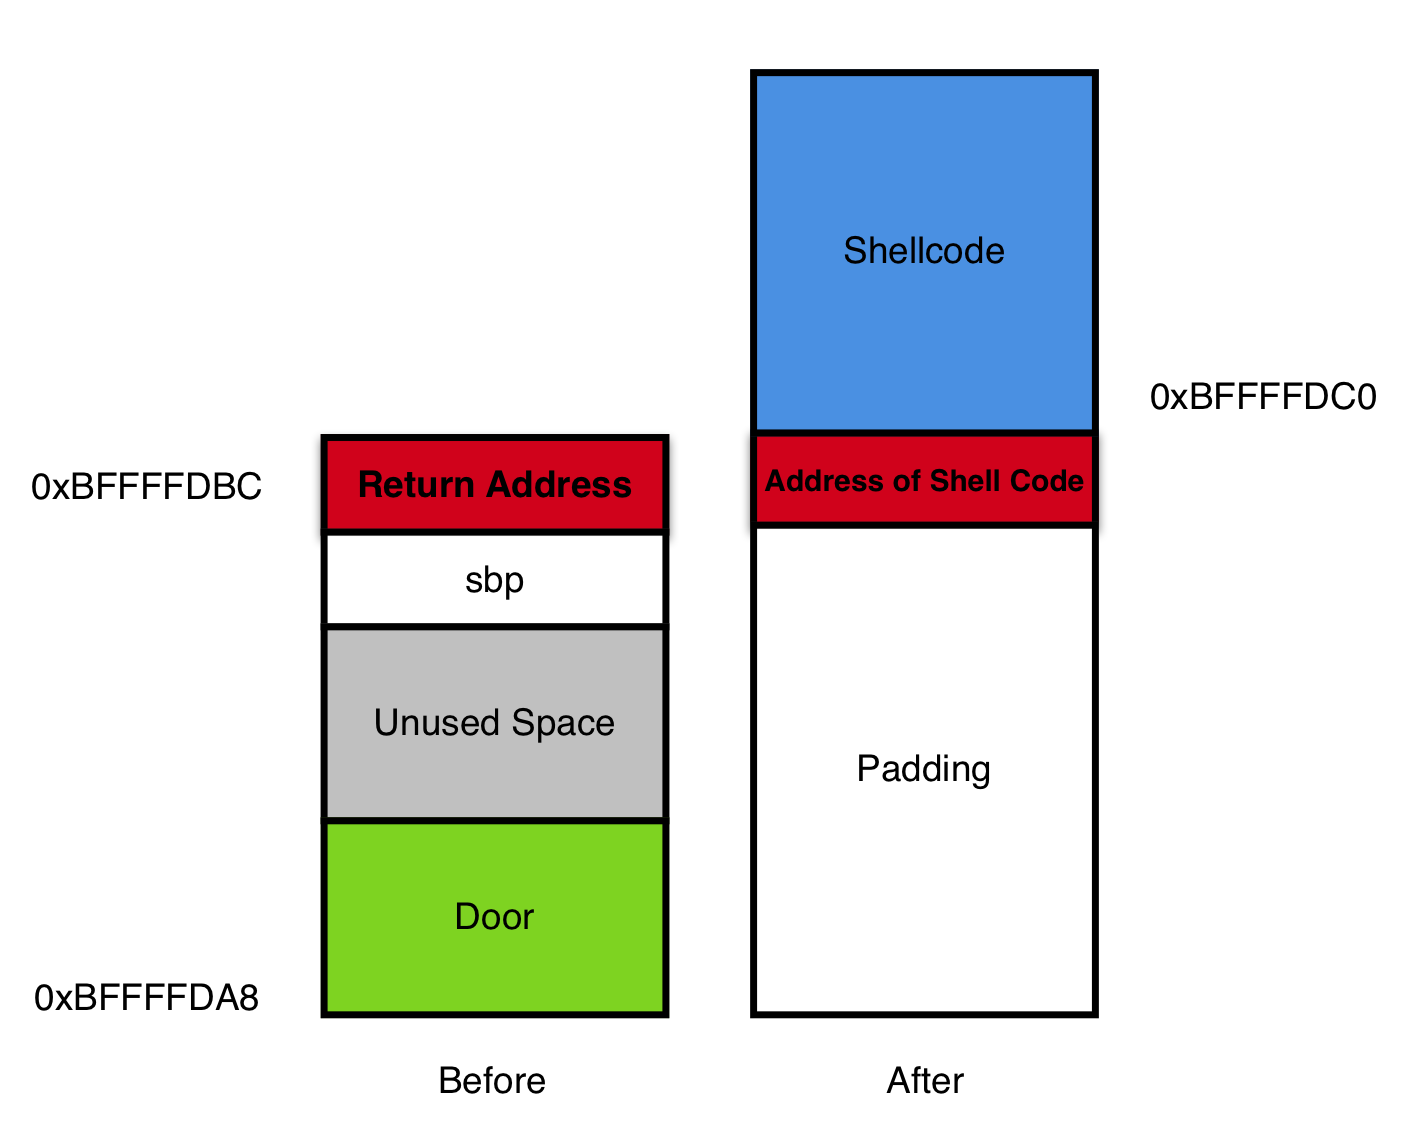 Shellcode
0xBFFFFDC0
0xBFFFFDBC
Return Address
Address of Shell Code
sbp
Unused Space
Padding
Door
0xBFFFFDA8
Before
After